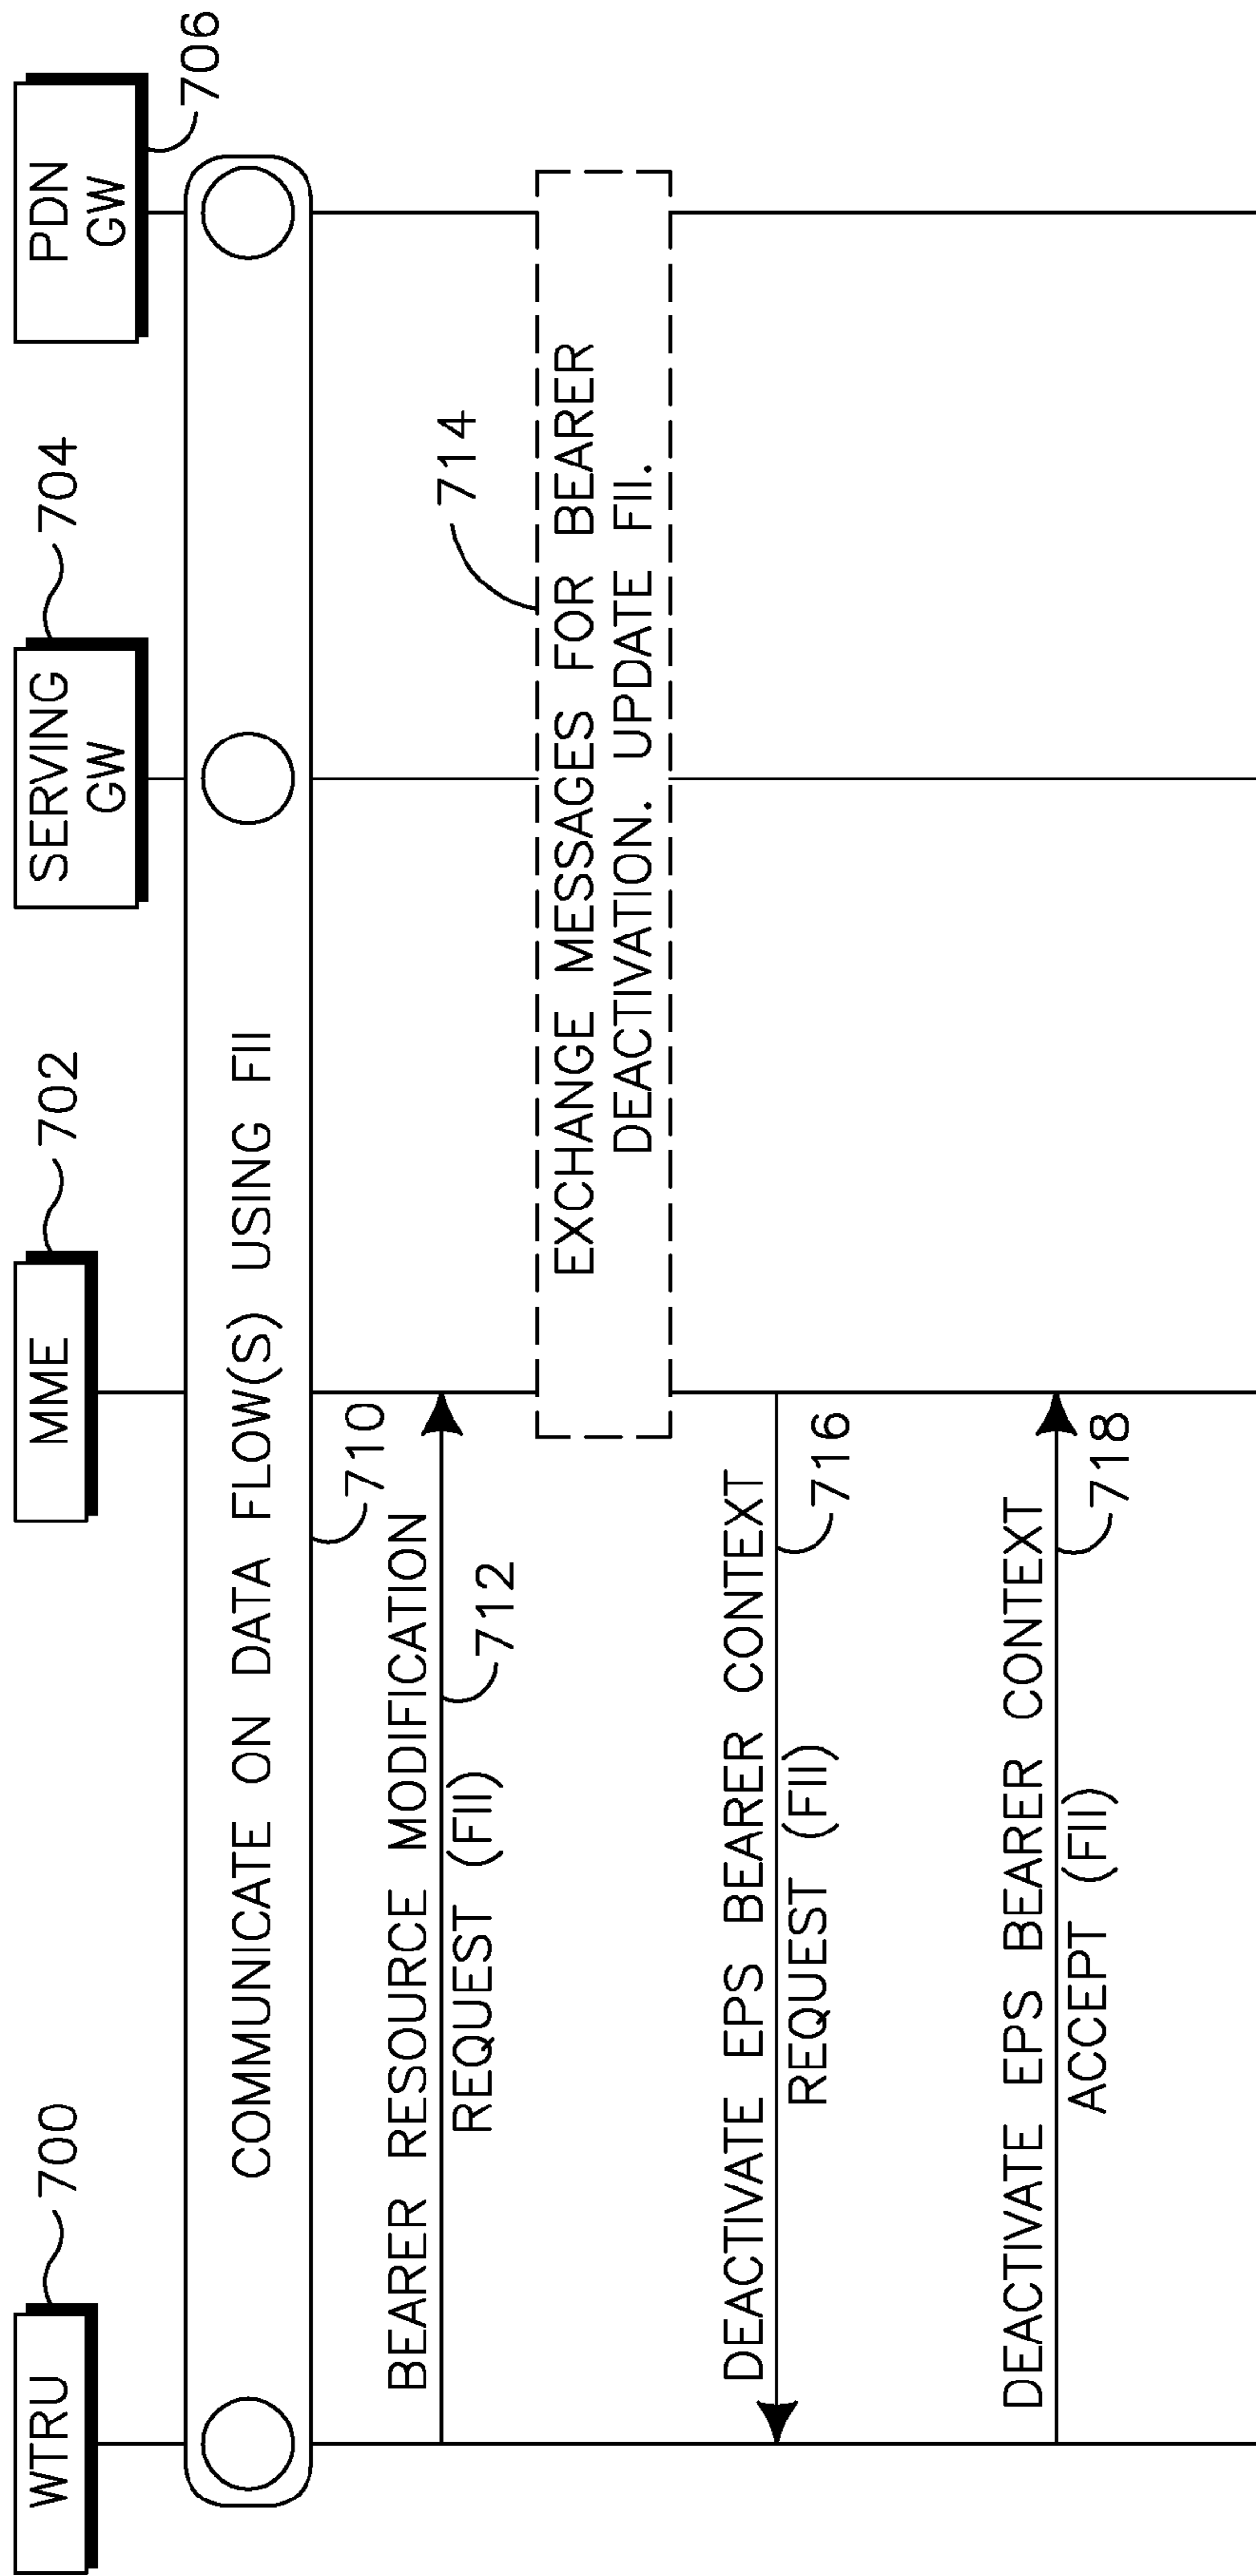 WTRU
700
MME
702
SERVING
GW
704
PDN
GW
706
COMMUNICATE ON DATA FLOW(S) USING FII
710
BEARER RESOURCE MODIFICATION
REQUEST (FII)
712
EXCHANGE MESSAGES FOR BEARER
DEACTIVATION. UPDATE FII.
714
DEACTIVATE EPS BEARER CONTEXT
REQUEST (FII)
716
DEACTIVATE EPS BEARER CONTEXT
ACCEPT (FII)
718